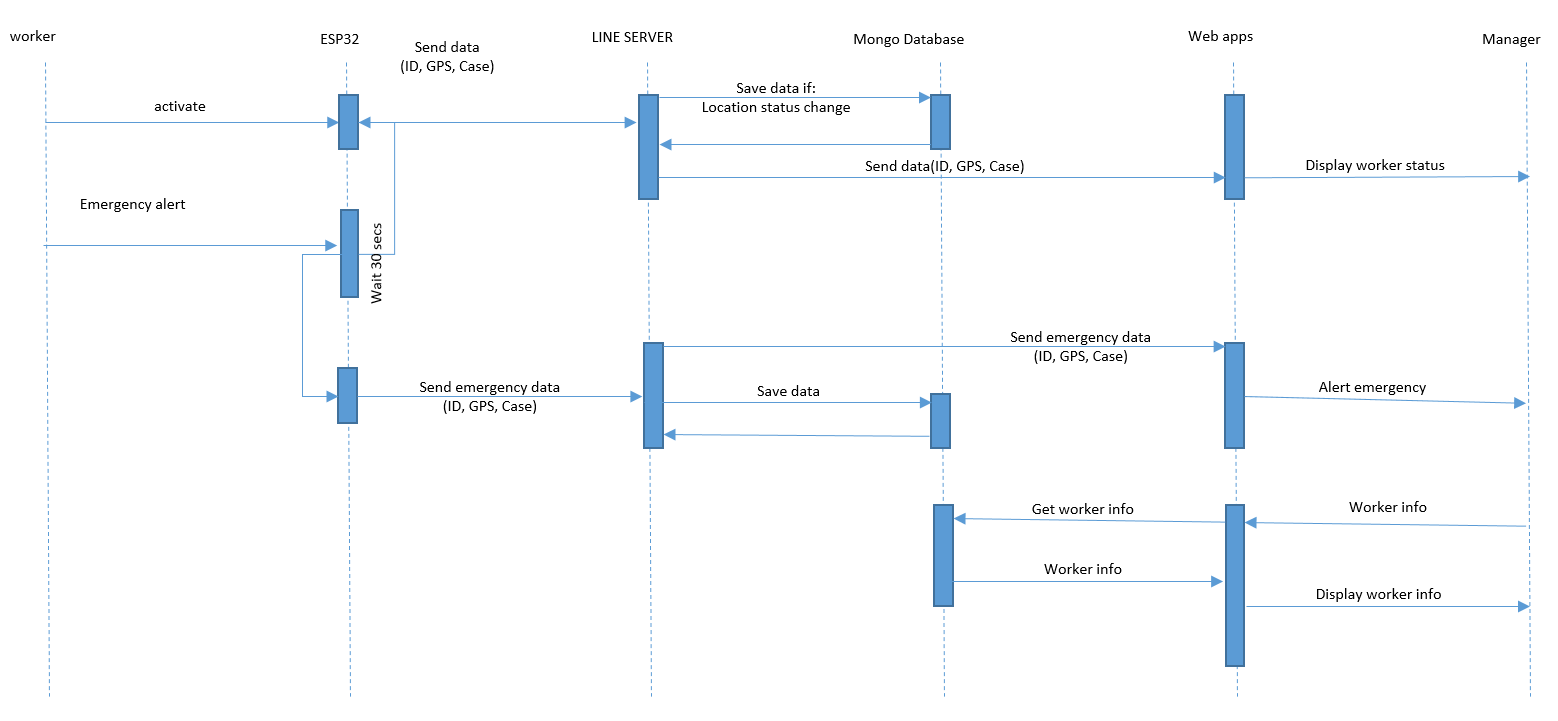 worker
ESP32
LINE SERVER
Mongo Database
Web apps
Manager
Send data
(ID, GPS, Case)
activate
Save data if:
Location status change
Send data(ID, GPS, Case)
Display worker status
Emergency alert
Wait 30 secs
Send emergency data
(ID, GPS, Case)
Send emergency data
(ID, GPS, Case)
Save data
Alert emergency
Get worker info
Worker info
Worker info
Display worker info